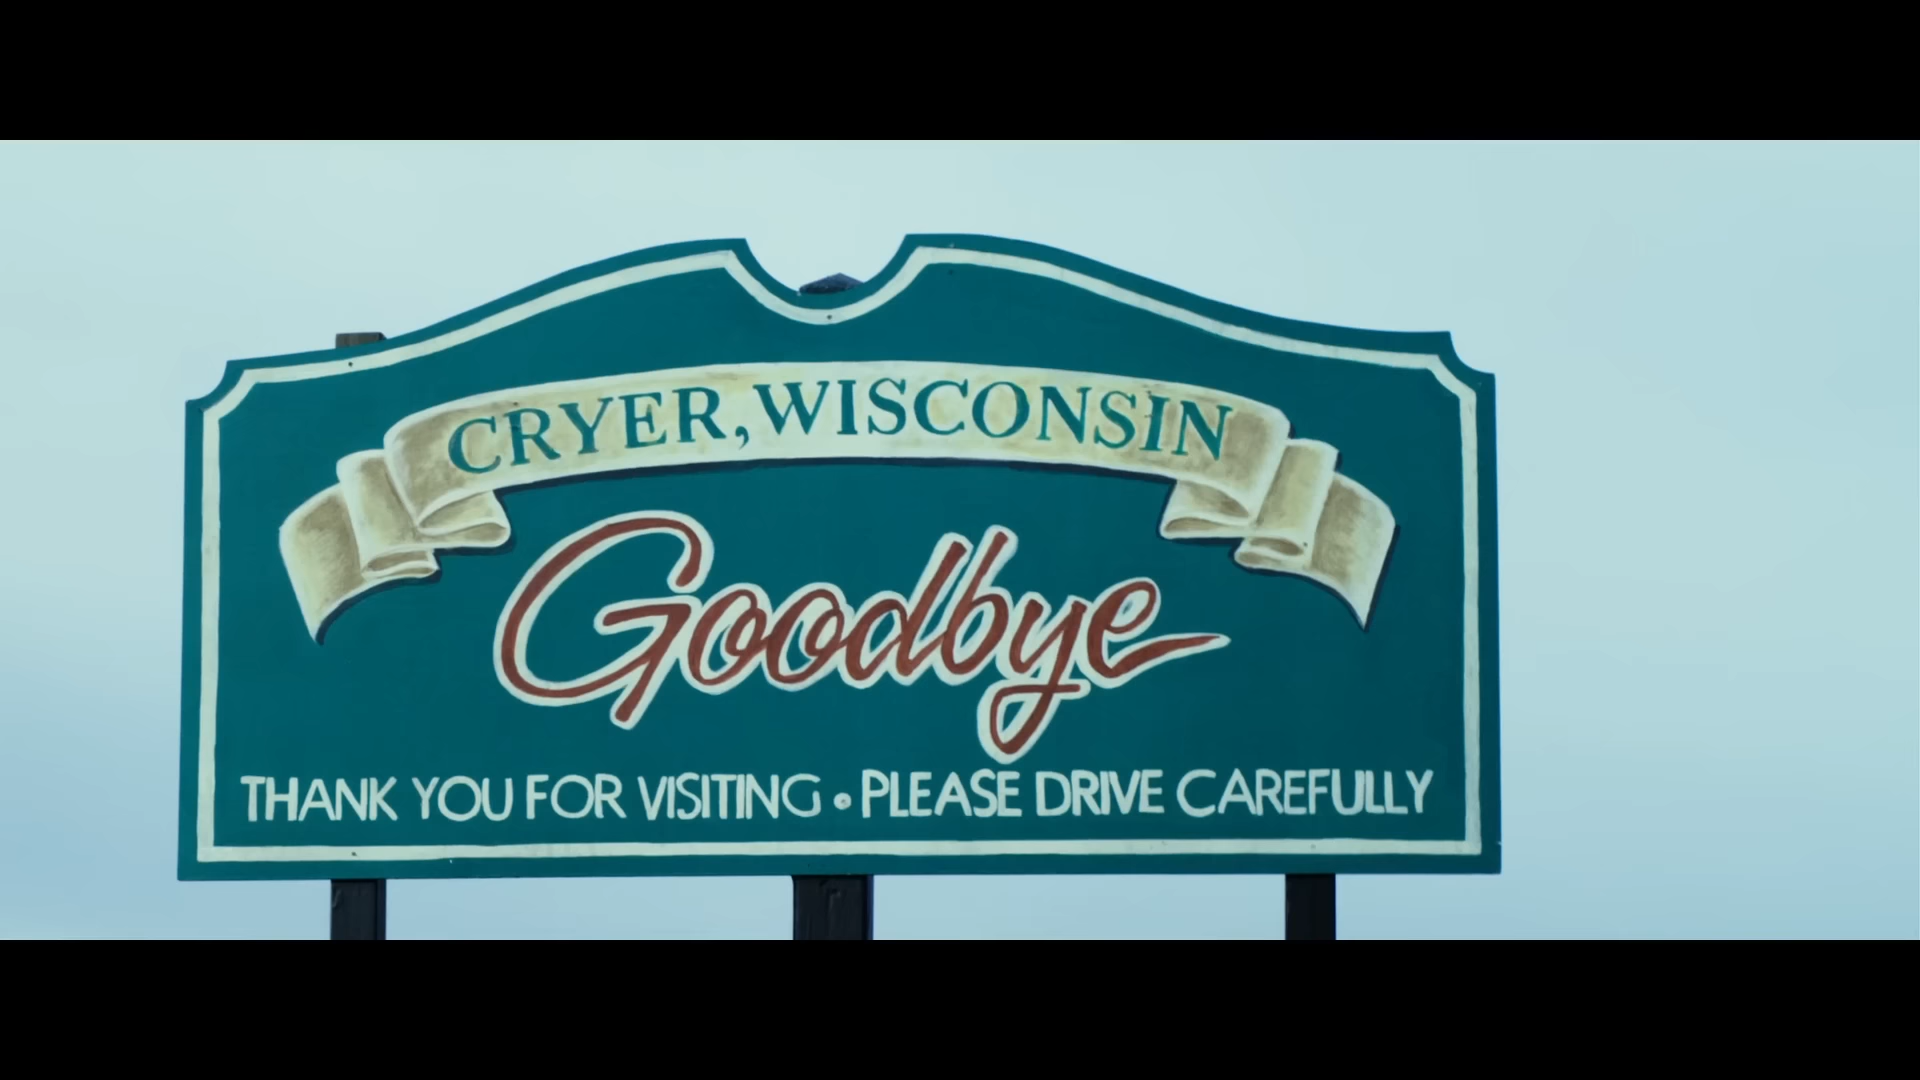 CRYER, WISCONSIN
Goodbye
THANK YOU FOR VISITING • PLEASE DRIVE CAREFULLY